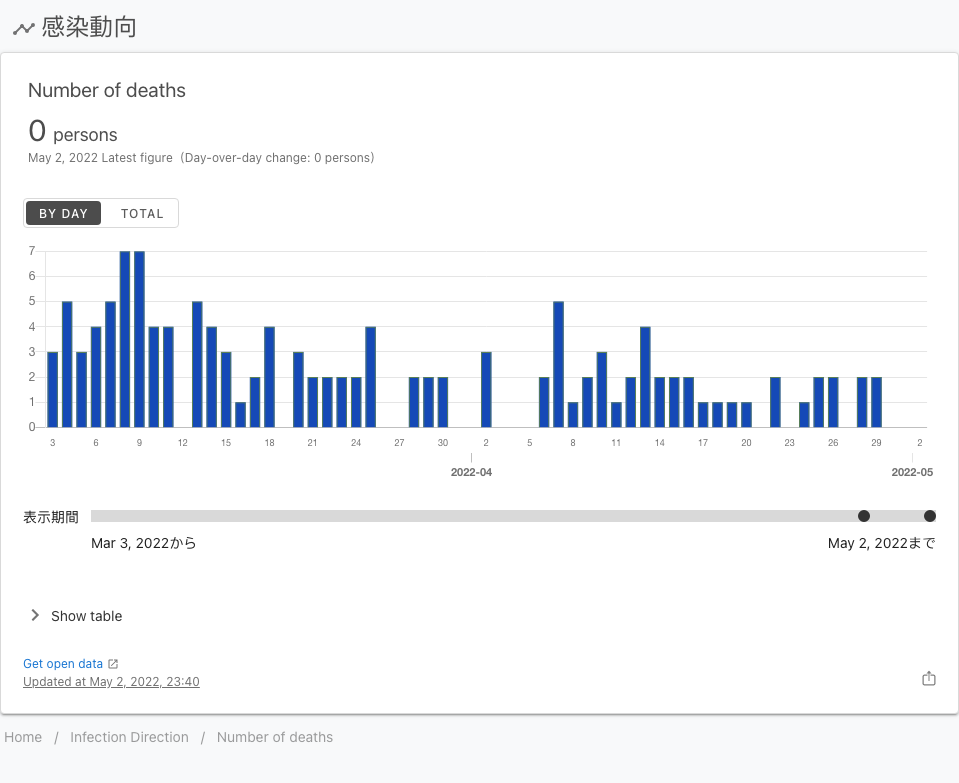 感染動向
Number of deaths
0 persons
May 2, 2022 Latest figure (Day-over-day change: 0 persons)
BY DAY TOTAL
7
6
5
4
3
2
1
0
3 6 9 12 15 18 21 24 27 30 2 5 8 11 14 17 20 23 26 29 2
2022-04 2022-05
表示期間
Mar 3, 2022から May 2, 2022まで
Show table
Get open data
Updated at May 2, 2022, 23:40
Home / Infection Direction / Number of deaths